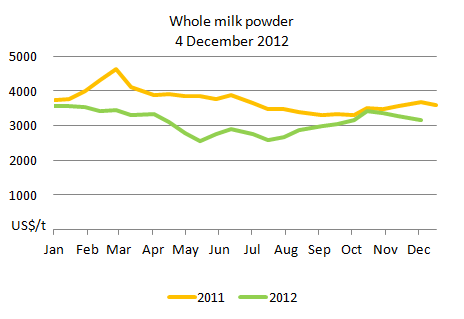 Whole milk powder
4 December 2012
5000
4000
3000
2000
1000
US$/t
Jan Feb Mar Apr May Jun Jul Aug Sep Oct Nov Dec
2011 2012